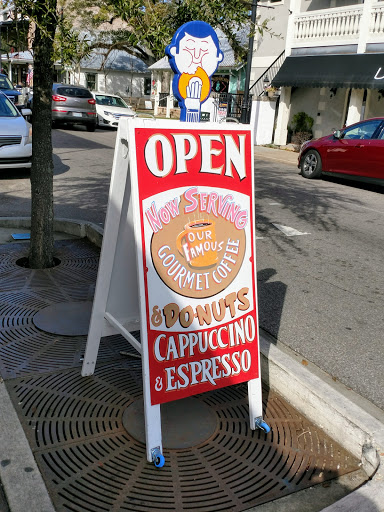 OPEN
Now Serving
OUR
Famous
GOURMET COFFEE
& DONUTS
CAPPUCCINO
& ESPRESSO